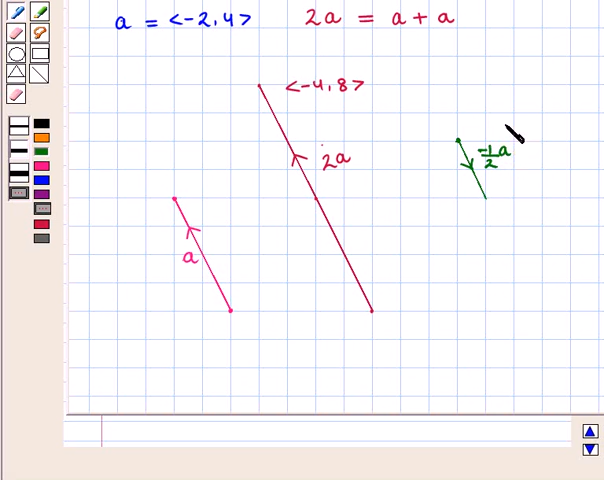 a = <-2,4> 2a = a + a
<-4,8>
2a
-1/2 a
a